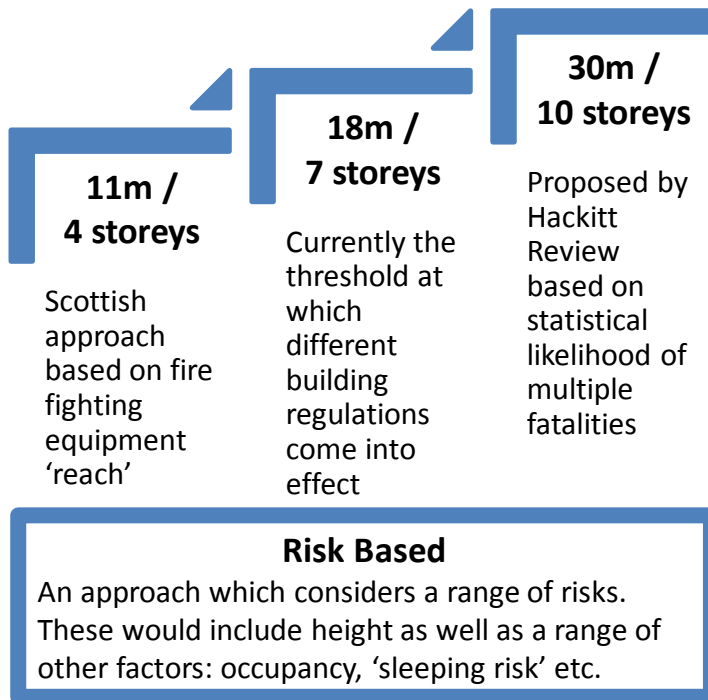 11m /
4 storeys
Scottish
approach
based on fire
fighting
equipment
‘reach’
18m /
7 storeys
Currently the
threshold at
which
different
building
regulations
come into
effect
30m /
10 storeys
Proposed by
Hackitt
Review
based on
statistical
likelihood of
multiple
fatalities
Risk Based
An approach which considers a range of risks.
These would include height as well as a range of
other factors: occupancy, ‘sleeping risk’ etc.